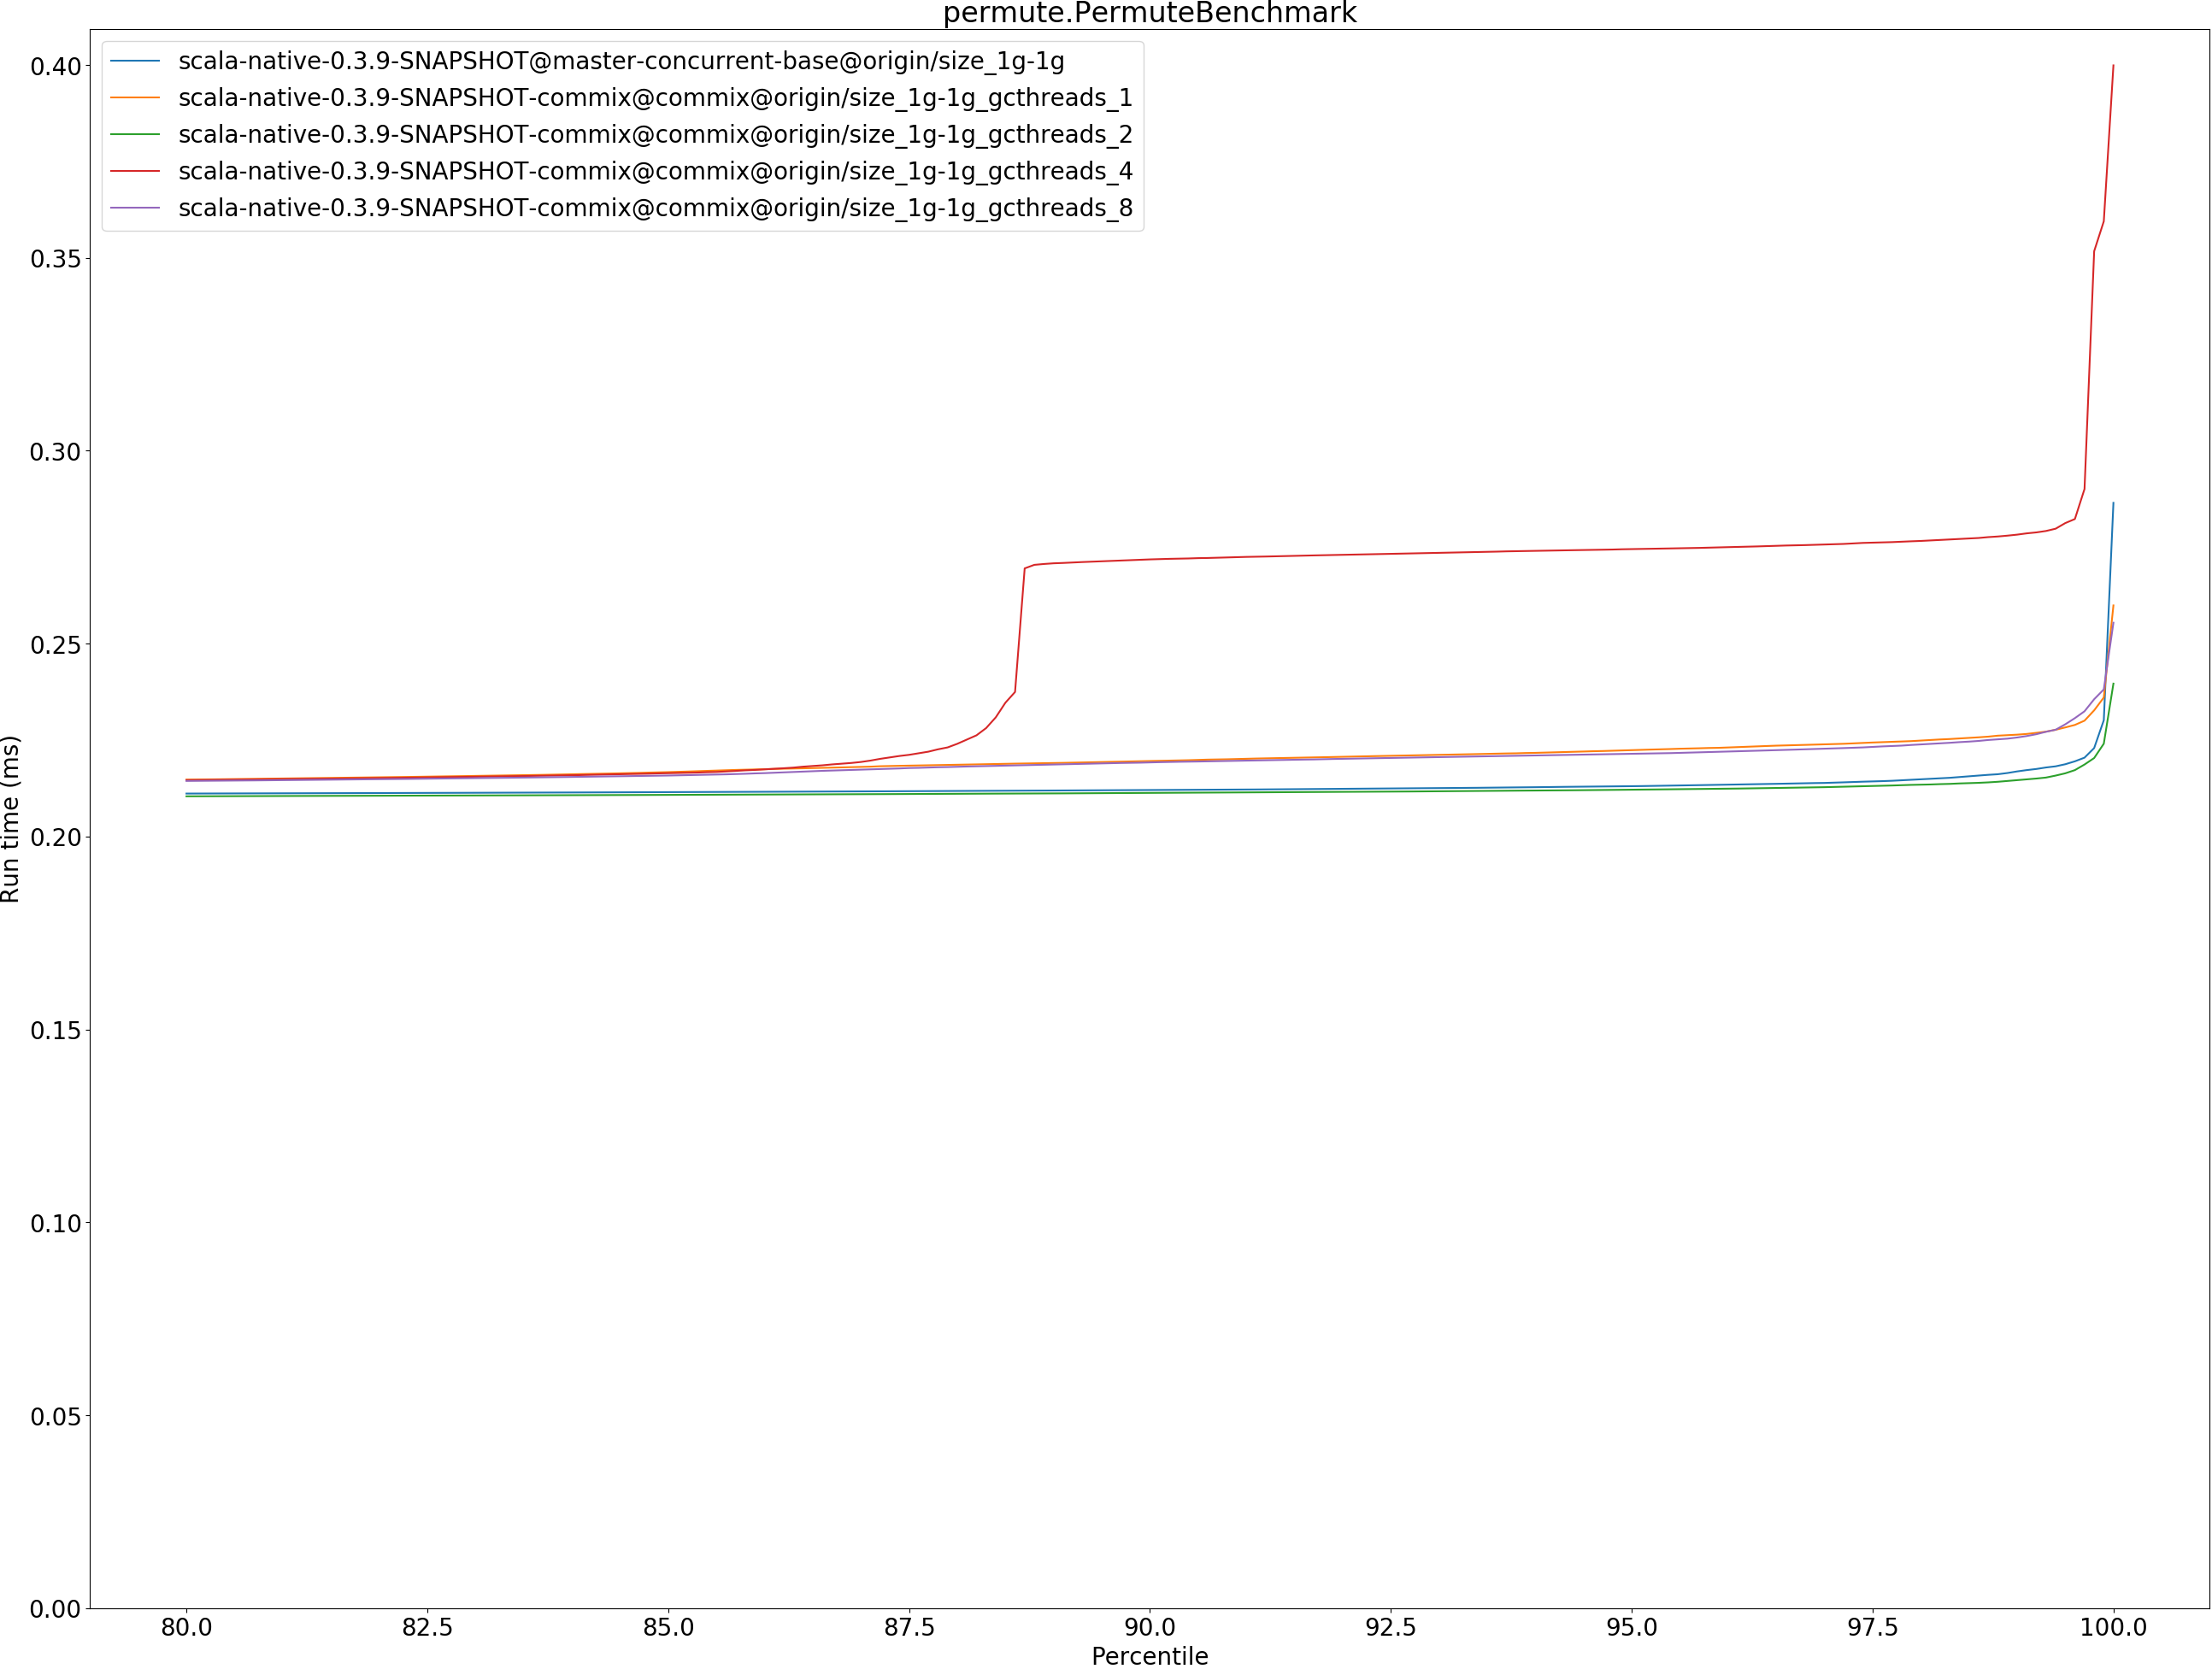 permute.PermuteBenchmark
scala-native-0.3.9-SNAPSHOT@master-concurrent-base@origin/size_1g-1g
scala-native-0.3.9-SNAPSHOT-commix@commix@origin/size_1g-1g_gcthreads_1
scala-native-0.3.9-SNAPSHOT-commix@commix@origin/size_1g-1g_gcthreads_2
scala-native-0.3.9-SNAPSHOT-commix@commix@origin/size_1g-1g_gcthreads_4
scala-native-0.3.9-SNAPSHOT-commix@commix@origin/size_1g-1g_gcthreads_8
0.40
0.35
0.30
0.25
0.20
0.15
0.10
0.05
0.00
Run time (ms)
80.0 82.5 85.0 87.5 90.0 92.5 95.0 97.5 100.0
Percentile